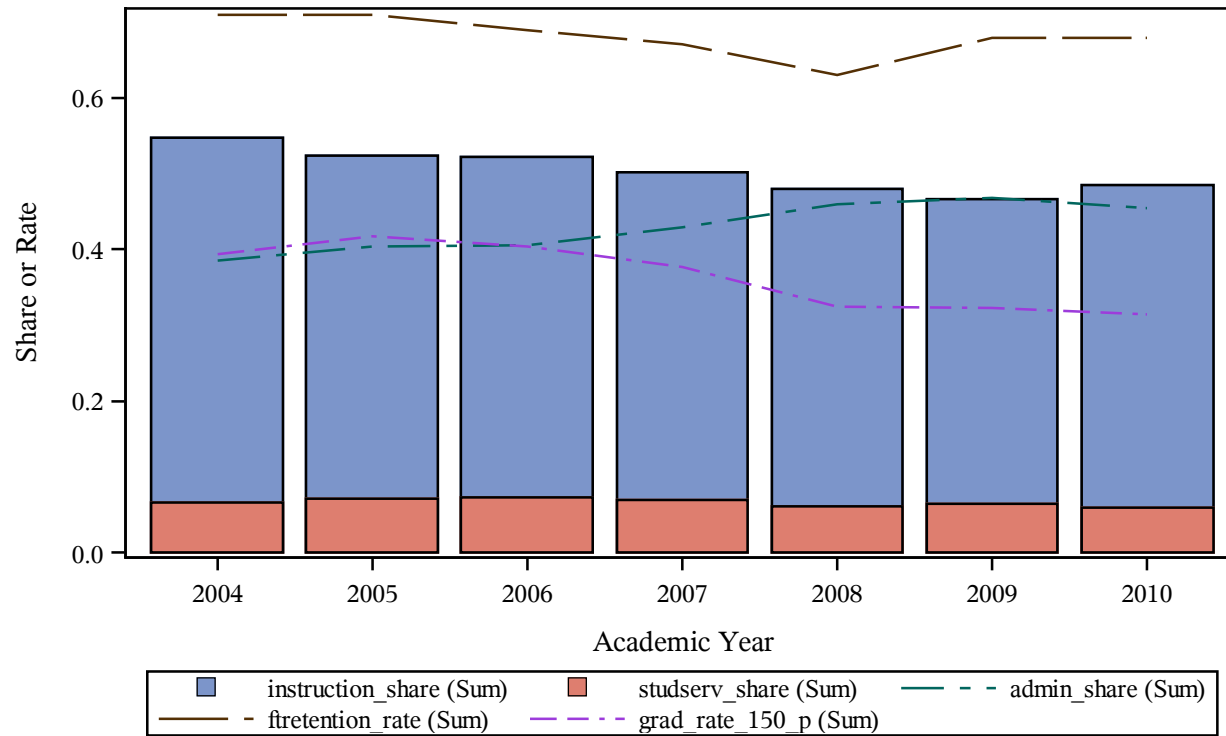 0.6
0.4
0.2
0.0
Share or Rate
2004 2005 2006 2007 2008 2009 2010
Academic Year
instruction_share (Sum) studserv_share (Sum) admin_share (Sum)
ftretention_rate (Sum) grad_rate_150_p (Sum)